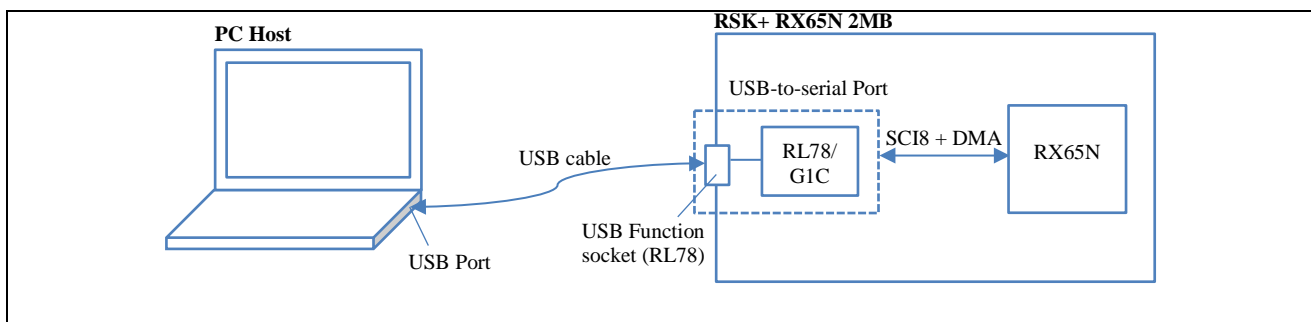 PC Host
RSK+ RX65N 2MB
USB-to-serial Port
SCI8 + DMA
RL78/
G1C
RX65N
USB cable
USB Function
socket (RL78)
USB Port